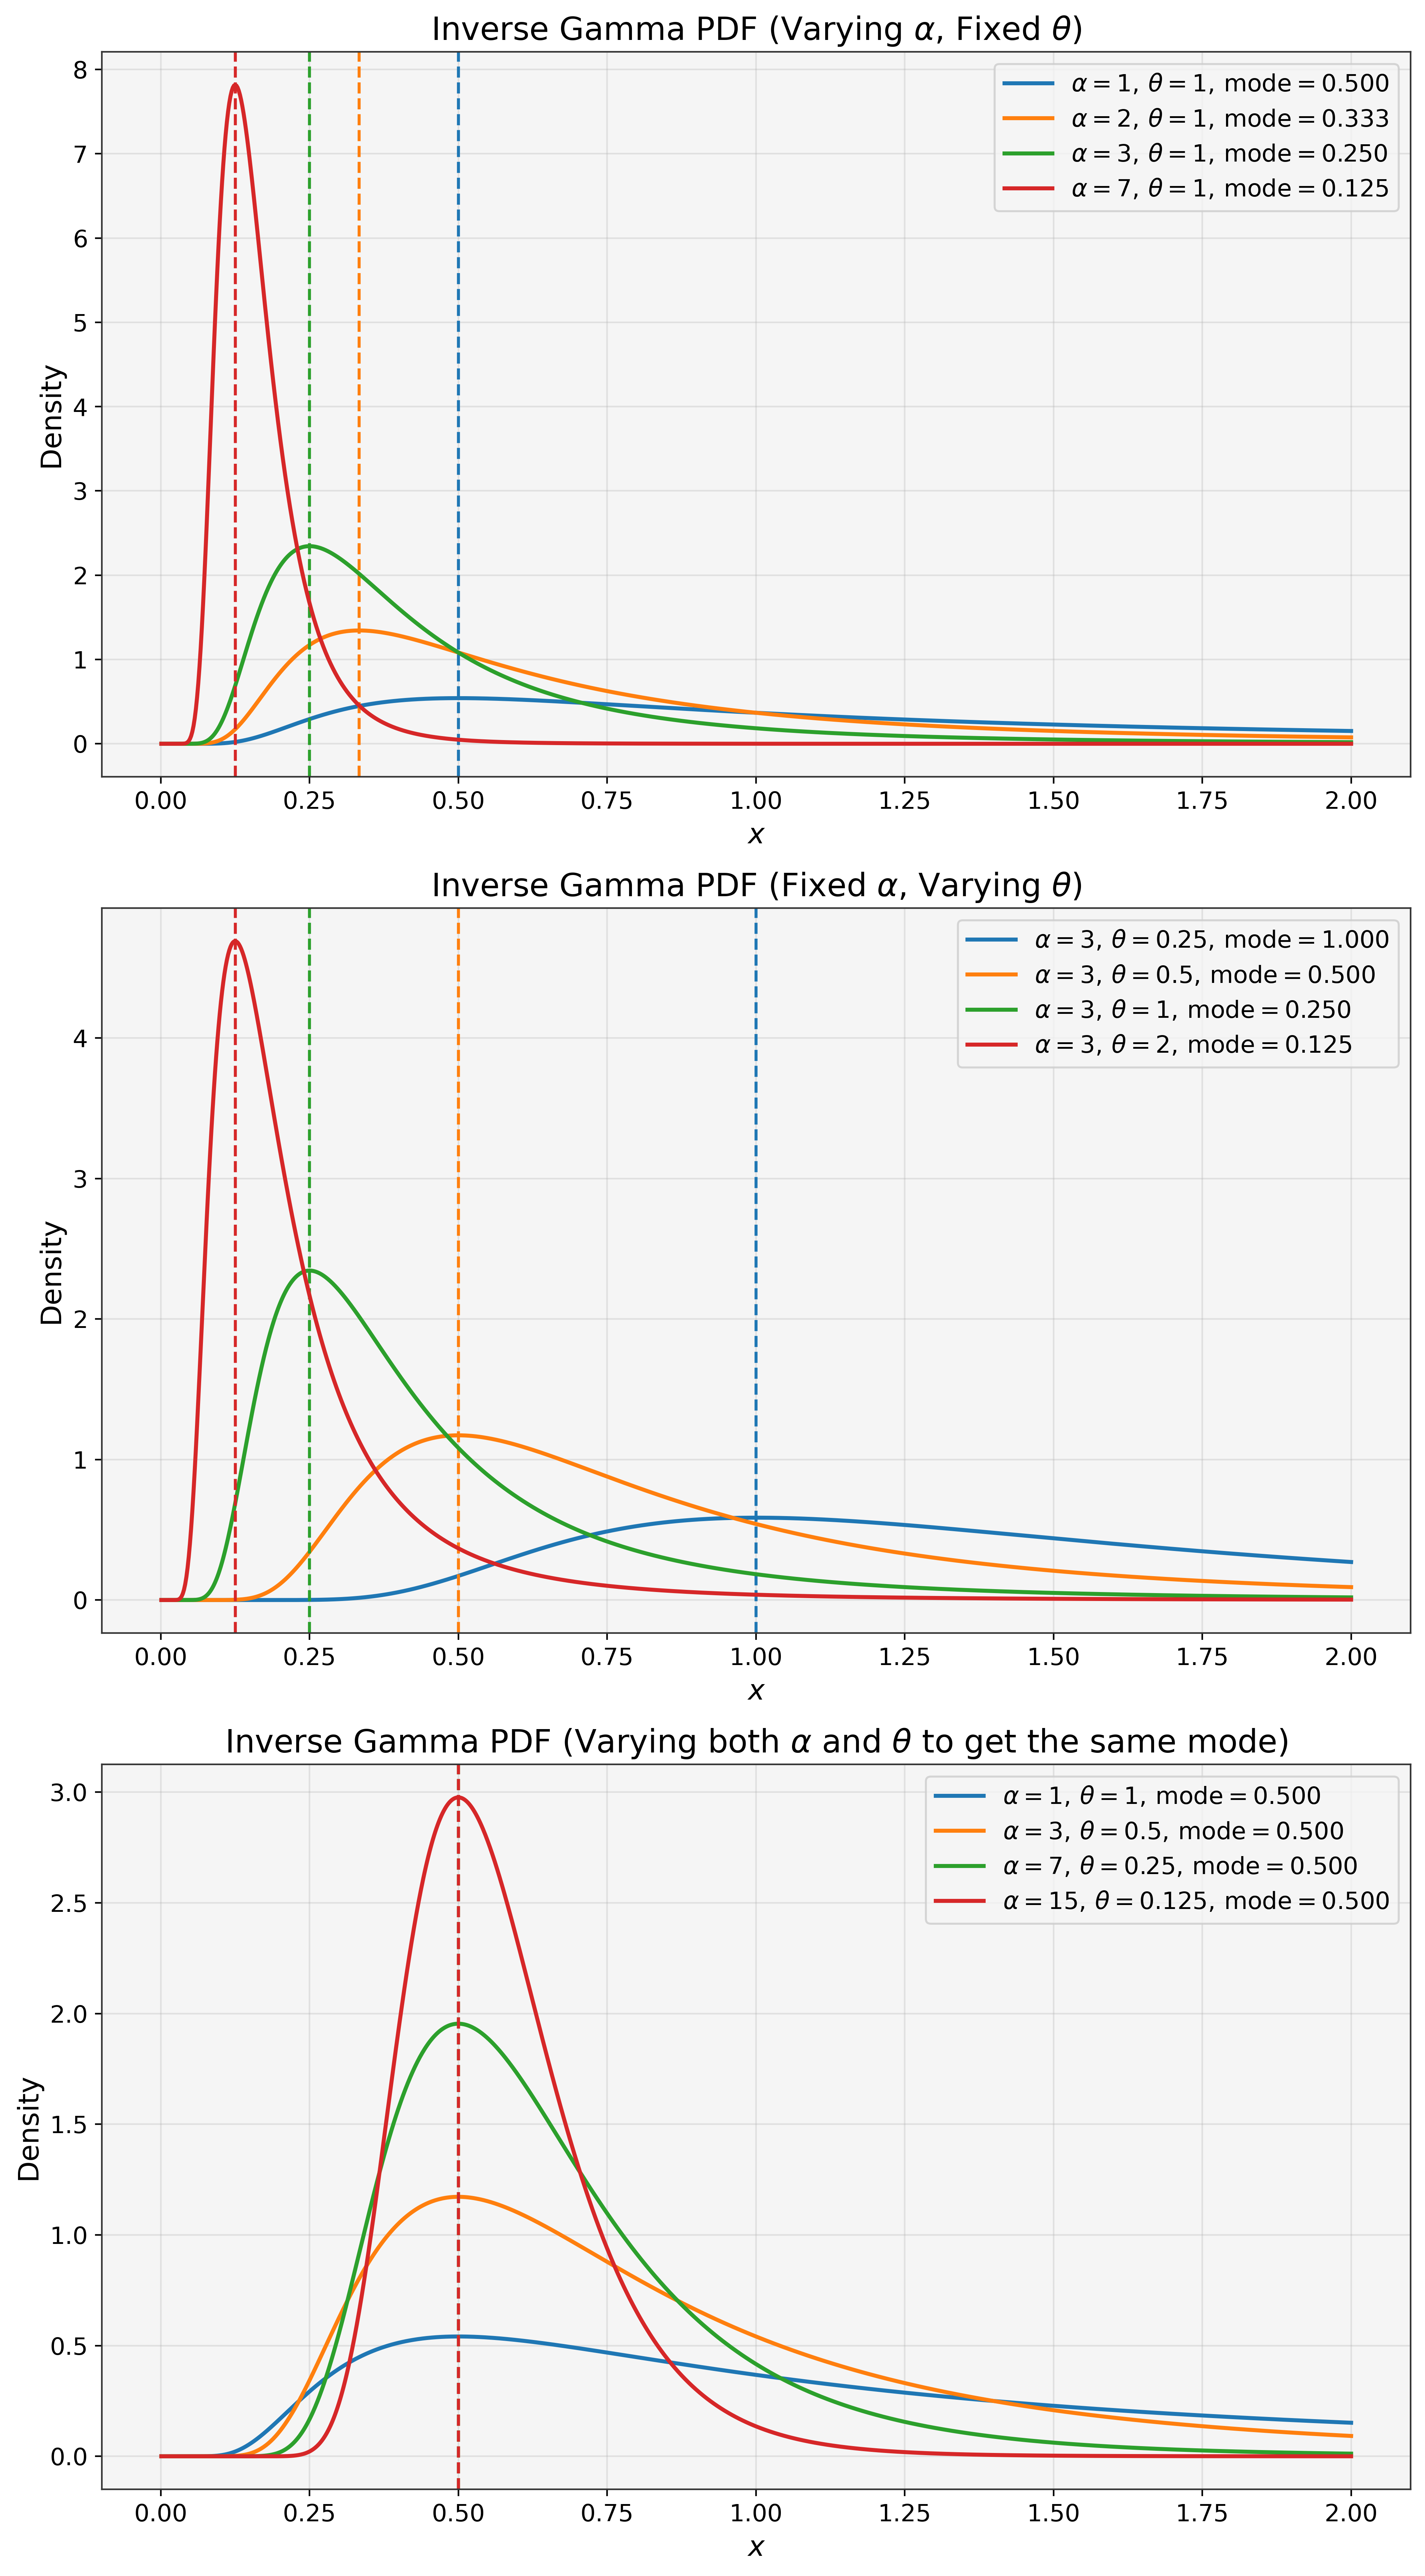 Inverse Gamma PDF (Varying α, Fixed θ)
8
7
6
5
4
3
2
1
0
Density
α = 1, θ = 1, mode = 0.500
α = 2, θ = 1, mode = 0.333
α = 3, θ = 1, mode = 0.250
α = 7, θ = 1, mode = 0.125
0.00 0.25 0.50 0.75 1.00 1.25 1.50 1.75 2.00
x
Inverse Gamma PDF (Fixed α, Varying θ)
4
3
2
1
0
Density
α = 3, θ = 0.25, mode = 1.000
α = 3, θ = 0.5, mode = 0.500
α = 3, θ = 1, mode = 0.250
α = 3, θ = 2, mode = 0.125
0.00 0.25 0.50 0.75 1.00 1.25 1.50 1.75 2.00
x
Inverse Gamma PDF (Varying both α and θ to get the same mode)
3.0
2.5
2.0
1.5
1.0
0.5
0.0
Density
α = 1, θ = 1, mode = 0.500
α = 3, θ = 0.5, mode = 0.500
α = 7, θ = 0.25, mode = 0.500
α = 15, θ = 0.125, mode = 0.500
0.00 0.25 0.50 0.75 1.00 1.25 1.50 1.75 2.00
x